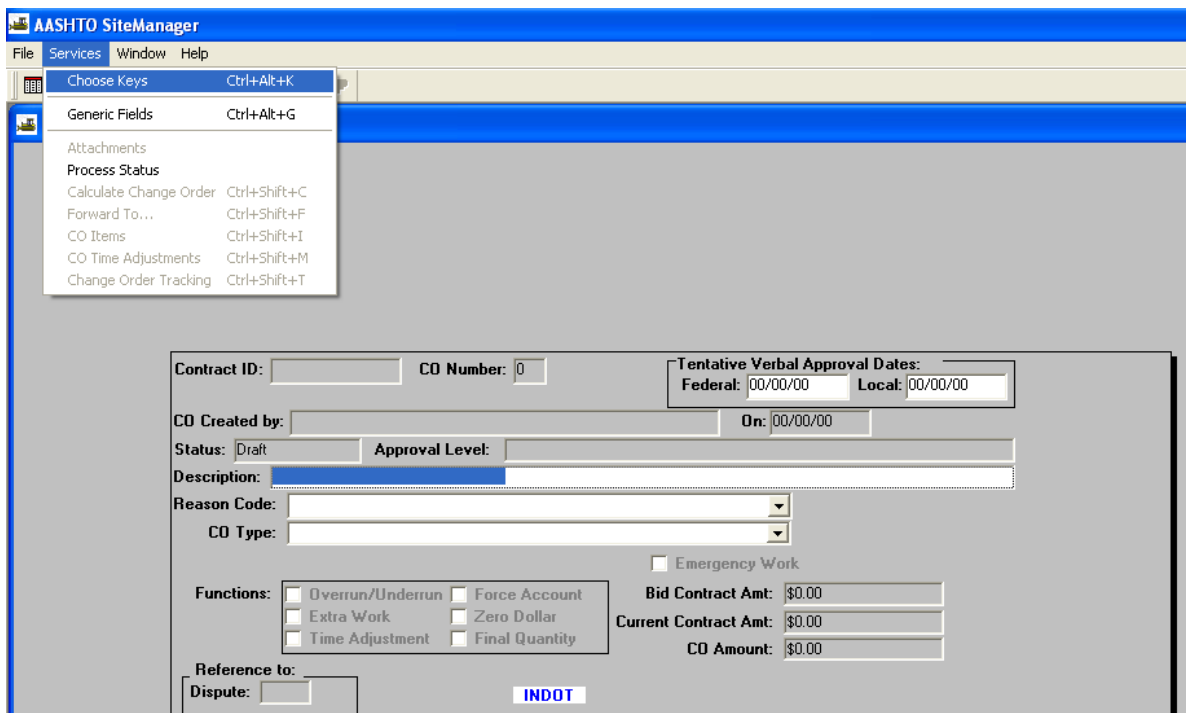 AASHTO SiteManager
File Services Window Help
Choose Keys Ctrl+Alt+K
Generic Fields Ctrl+Alt+G
Attachments
Process Status
Calculate Change Order Ctrl+Shift+C
Forward To... Ctrl+Shift+F
CO Items Ctrl+Shift+I
CO Time Adjustments Ctrl+Shift+M
Change Order Tracking Ctrl+Shift+T
Tentative Verbal Approval Dates:
Contract ID: CO Number: 0 Federal: 00/00/00 Local: 00/00/00
CO Created by: On: 00/00/00
Status: Draft Approval Level:
Description:
Reason Code:
CO Type:
Emergency Work
Functions: Overrun/Underrun Force Account Bid Contract Amt: $0.00
Extra Work Zero Dollar Current Contract Amt: $0.00
Time Adjustment Final Quantity CO Amount: $0.00
Reference to:
Dispute: INDOT